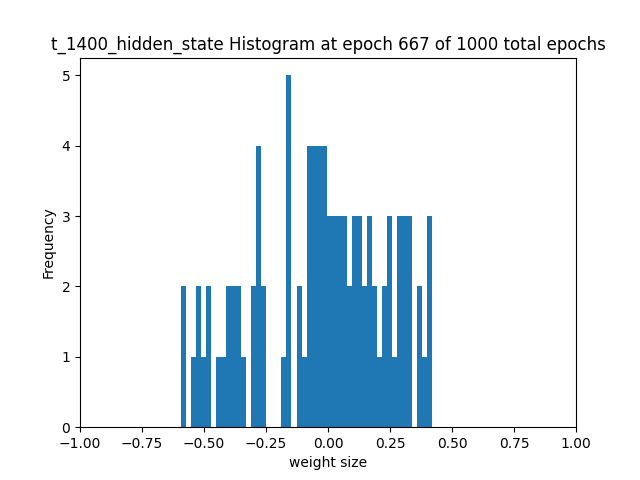 t_1400_hidden_state Histogram at epoch 667 of 1000 total epochs
5
4
3
2
1
0
Frequency
−1.00 −0.75 −0.50 −0.25 0.00 0.25 0.50 0.75 1.00
weight size